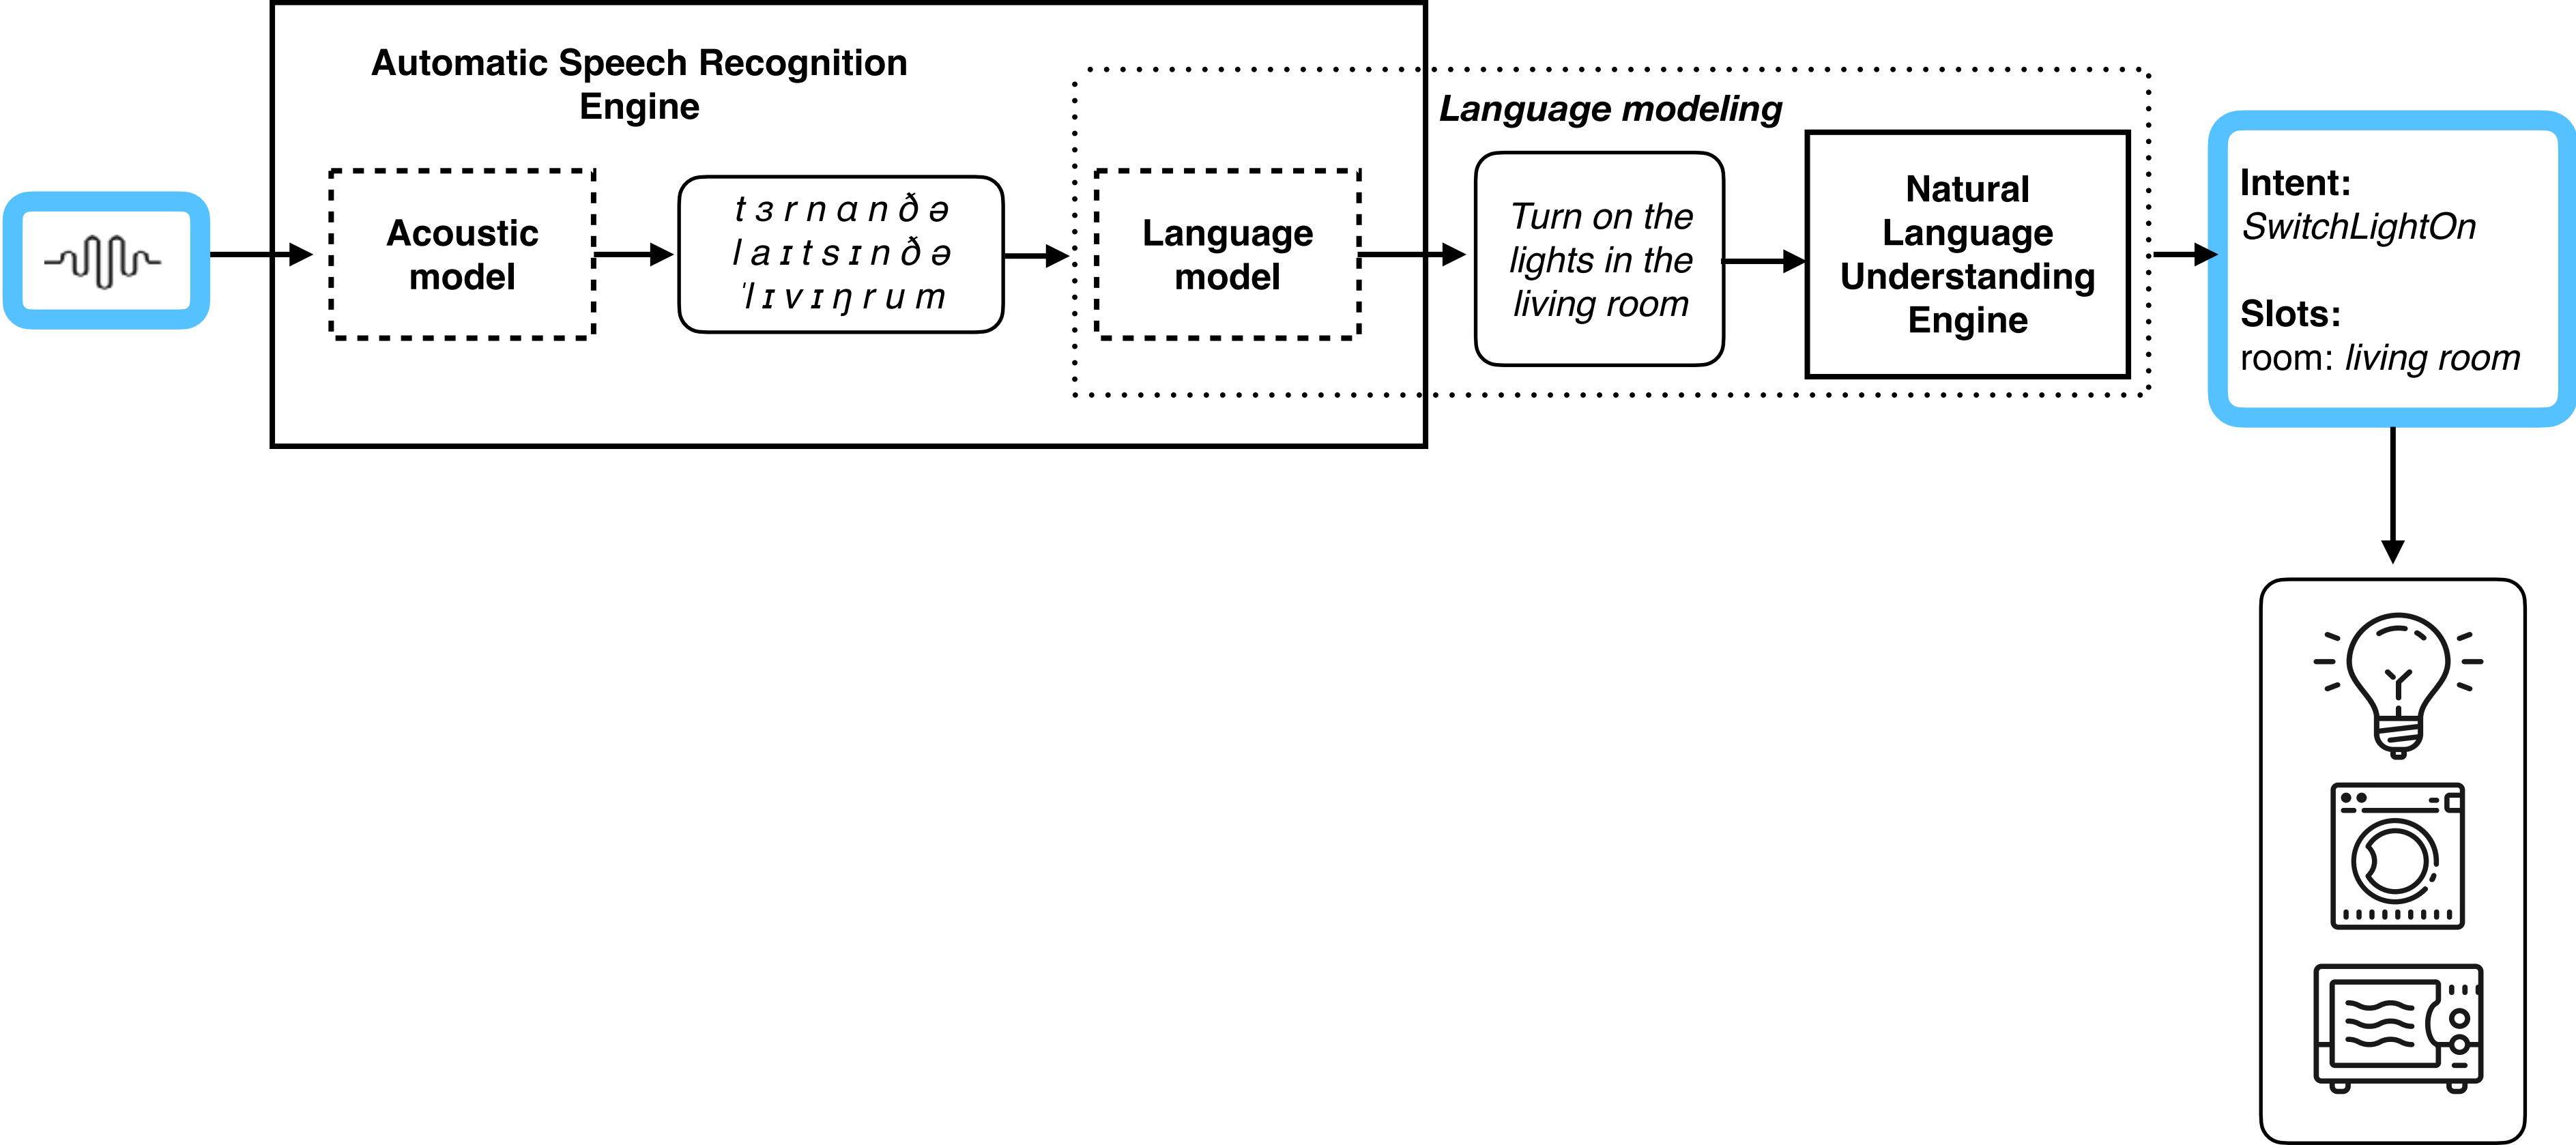 Automatic Speech Recognition
Engine
Language modeling
Acoustic
model
t ɜ r n ɑ n ð ə
l a ɪ t s ɪ n ð ə
ˈl ɪ v ɪ ŋ r u m
Language
model
Turn on the
lights in the
living room
Natural
Language
Understanding
Engine
Intent:
SwitchLightOn
Slots:
room: living room